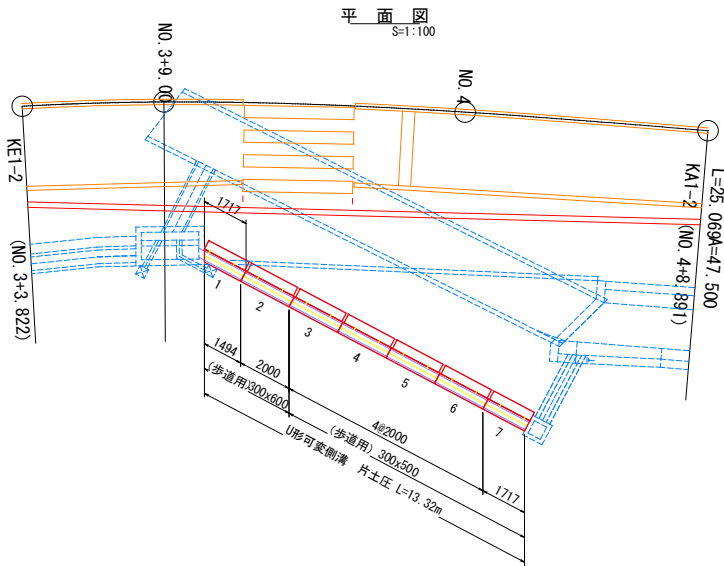 平 面 図
S=1:100
NO.3+9.00
NO.4
KE1-2
(NO.3+3.822)
KA1-2
(NO.4+8.891)
L=25.069A=47.500
1717
1
2
3
4
5
6
7
1494
2000
4@2000
1717
(歩道用)300x600
(歩道用) 300x500
U形可変側溝 片土圧 L=13.32m